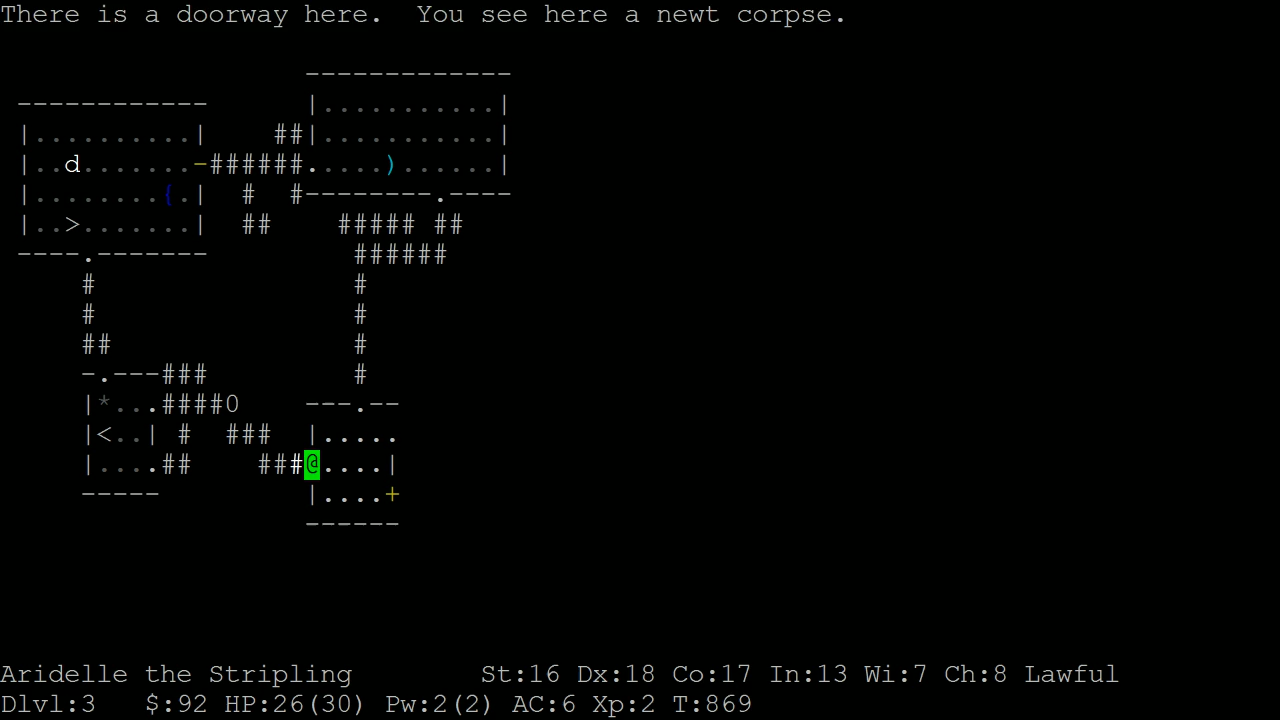 There is a doorway here.  You see here a newt corpse.

                   -------------
 ------------      |...........|
 |..........|    ##|...........|
 |..d.......-######.....)......|
 |........{.|  #  #--------.----
 |..>.......|  ##    ##### ##
 ----.-------         ######
     #                #
     #                #
     ##               #
     -.---###         #
     |*...####0    ---.--
     |<..| #  ###  |.....
     |....##    ###@....|
     -----         |....+
                   ------

Aridelle the Stripling        St:16 Dx:18 Co:17 In:13 Wi:7 Ch:8 Lawful
Dlvl:3   $:92 HP:26(30) Pw:2(2) AC:6 Xp:2 T:869